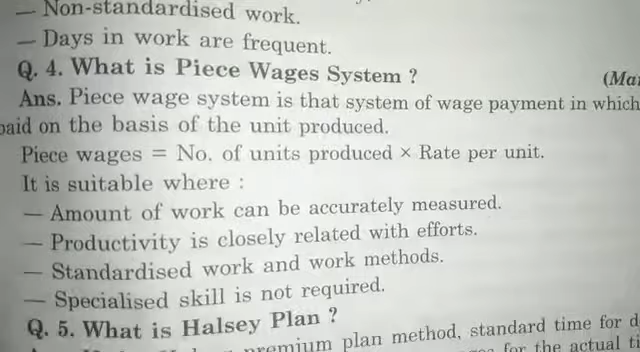 — Non-standardised work.
— Days in work are frequent.
Q. 4. What is Piece Wages System ?
(Mar
Ans. Piece wage system is that system of wage payment in which
paid on the basis of the unit produced.
Piece wages = No. of units produced × Rate per unit.
It is suitable where :
— Amount of work can be accurately measured.
— Productivity is closely related with efforts.
— Standardised work and work methods.
— Specialised skill is not required.
Q. 5. What is Halsey Plan ?
premium plan method, standard time for d
for the actual ti